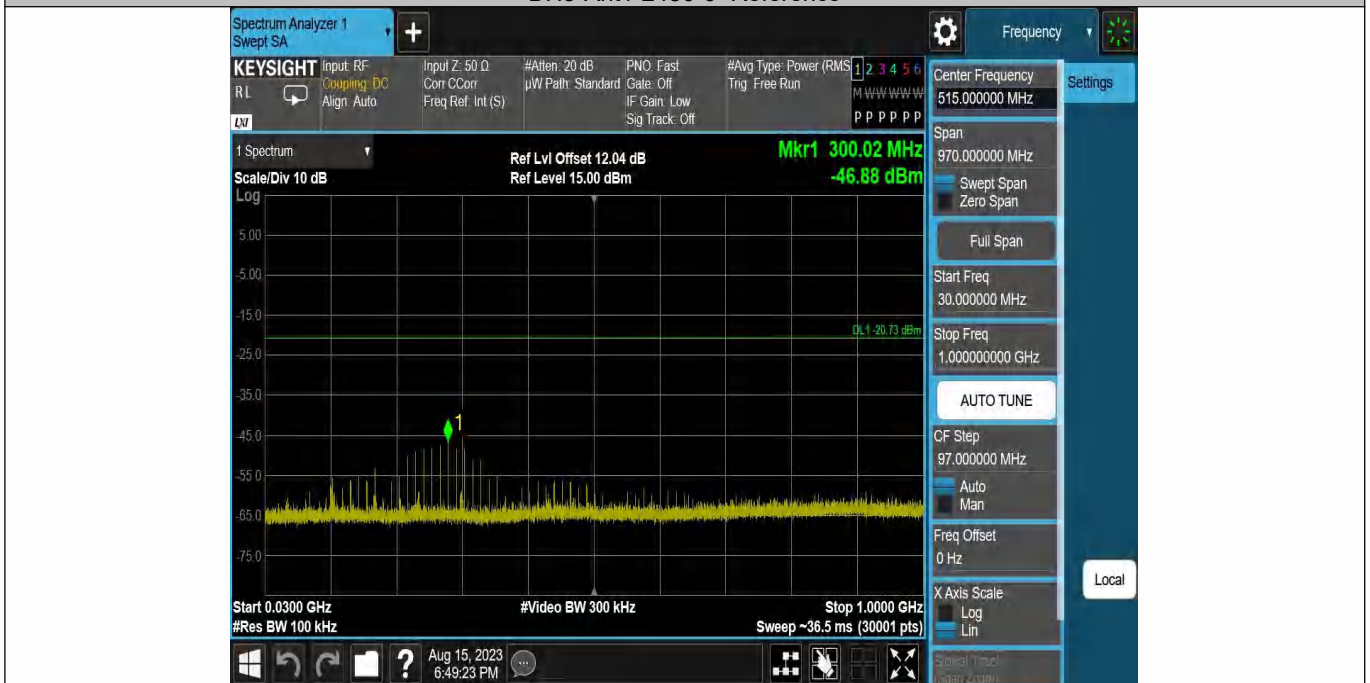 Spectrum Analyzer 1
Swept SA
+
Frequency
KEYSIGHT
RL
LXI
Input: RF
Coupling: DC
Align: Auto
Input Z: 50 Ω
Corr CCorr
Freq Ref: Int (S)
#Atten: 20 dB
µW Path: Standard
PNO: Fast
Gate: Off
IF Gain: Low
Sig Track: Off
#Avg Type: Power (RMS
Trig: Free Run
1 2 3 4 5 6
M W W W W W
P P P P P P
Center Frequency
515.000000 MHz
Settings
Span
970.000000 MHz
Swept Span
Zero Span
Full Span
Start Freq
30.000000 MHz
Stop Freq
1.000000000 GHz
AUTO TUNE
CF Step
97.000000 MHz
Auto
Man
Freq Offset
0 Hz
X Axis Scale
Log
Lin
Local
1 Spectrum
Scale/Div 10 dB
Log
Ref Lvl Offset 12.04 dB
Ref Level 15.00 dBm
Mkr1 300.02 MHz
-46.88 dBm
5.00
-5.00
-15.0
DL1 -20.73 dBm
-25.0
-35.0
1
-45.0
-55.0
-65.0
-75.0
Start 0.0300 GHz
#Res BW 100 kHz
#Video BW 300 kHz
Stop 1.0000 GHz
Sweep ~36.5 ms (30001 pts)
?
Aug 15, 2023
6:49:23 PM